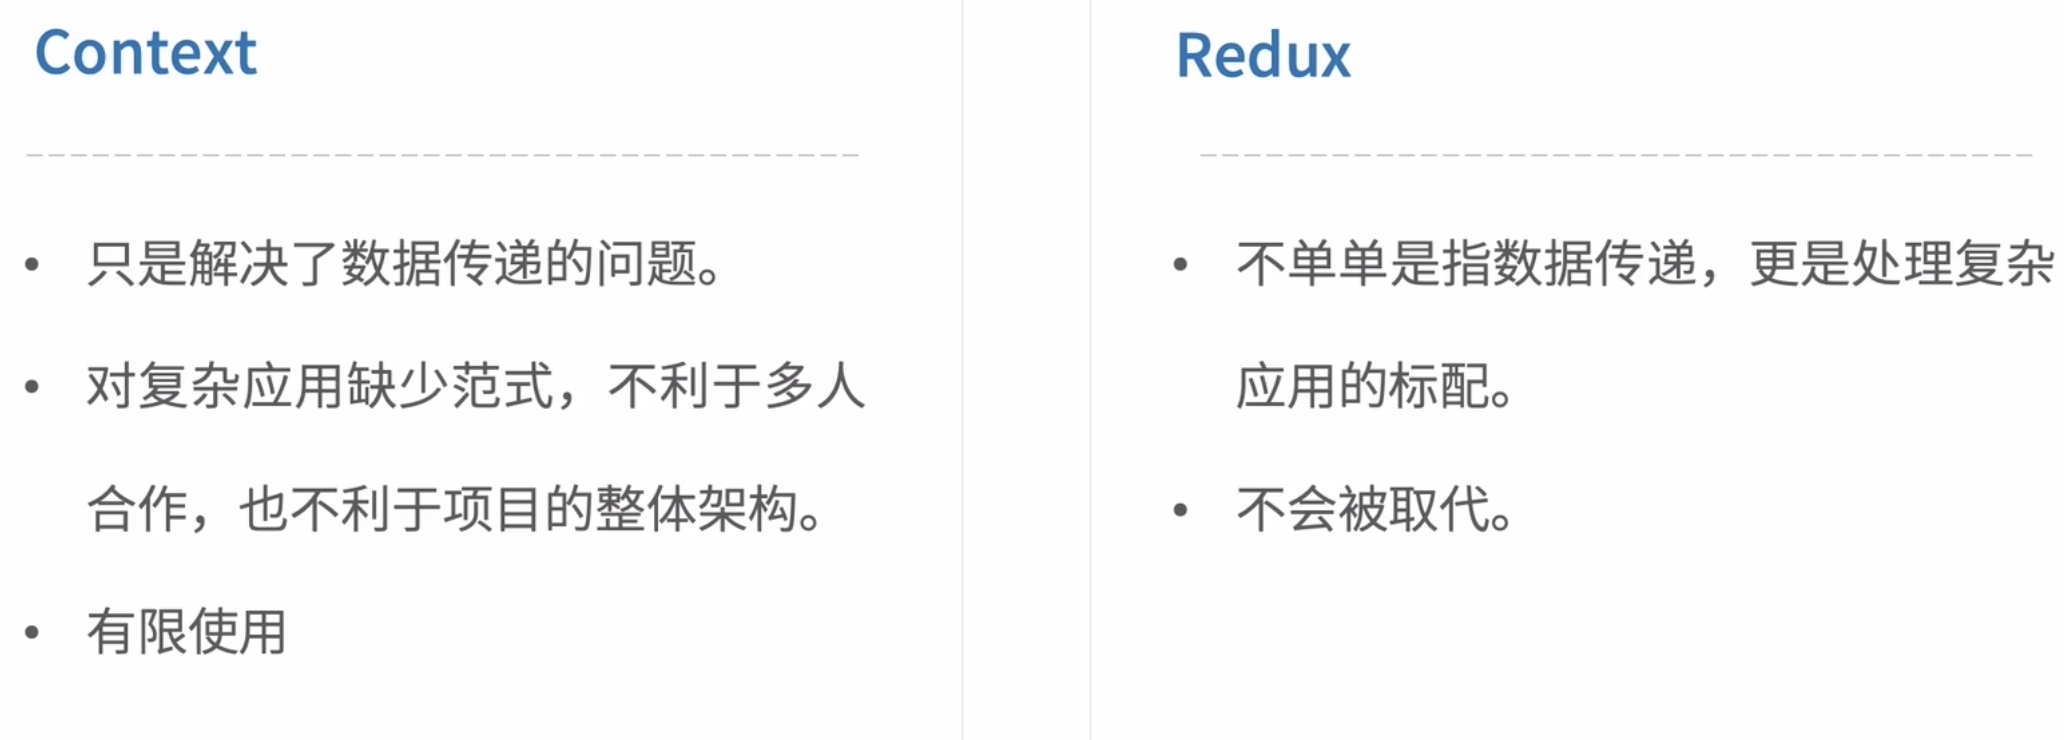 Context
• 只是解决了数据传递的问题。
• 对复杂应用缺少范式，不利于多人
合作，也不利于项目的整体架构。
• 有限使用
Redux
• 不单单是指数据传递，更是处理复杂
应用的标配。
• 不会被取代。